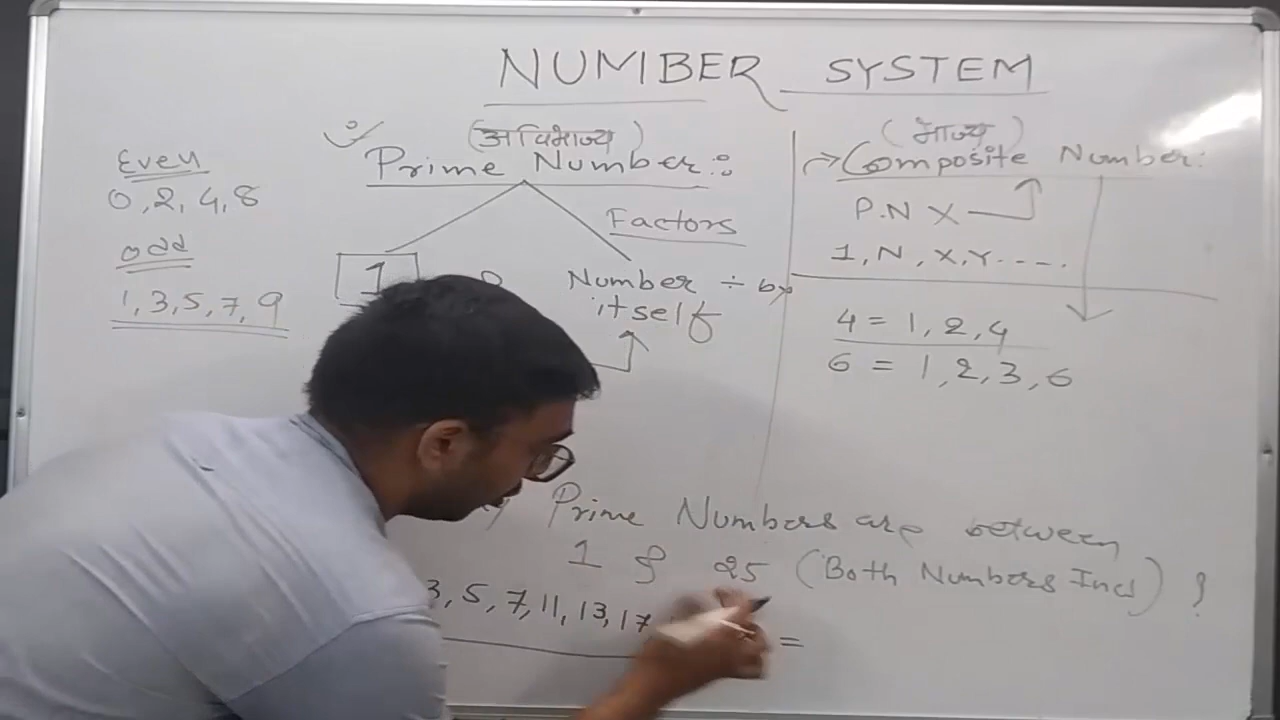 NUMBER SYSTEM
Even
0,2,4,8
odd
1,3,5,7,9
(अविभाज्य)
Prime Number:
Factors
1
Number ÷ by
itself
(भाज्य)
→Composite Number:
P.N X
1, N, X, Y----.
4 = 1, 2, 4
6 = 1, 2, 3, 6
Prime Numbers are between
1 & 25 (Both Numbers Incl) ?
3, 5, 7, 11, 13, 17
=